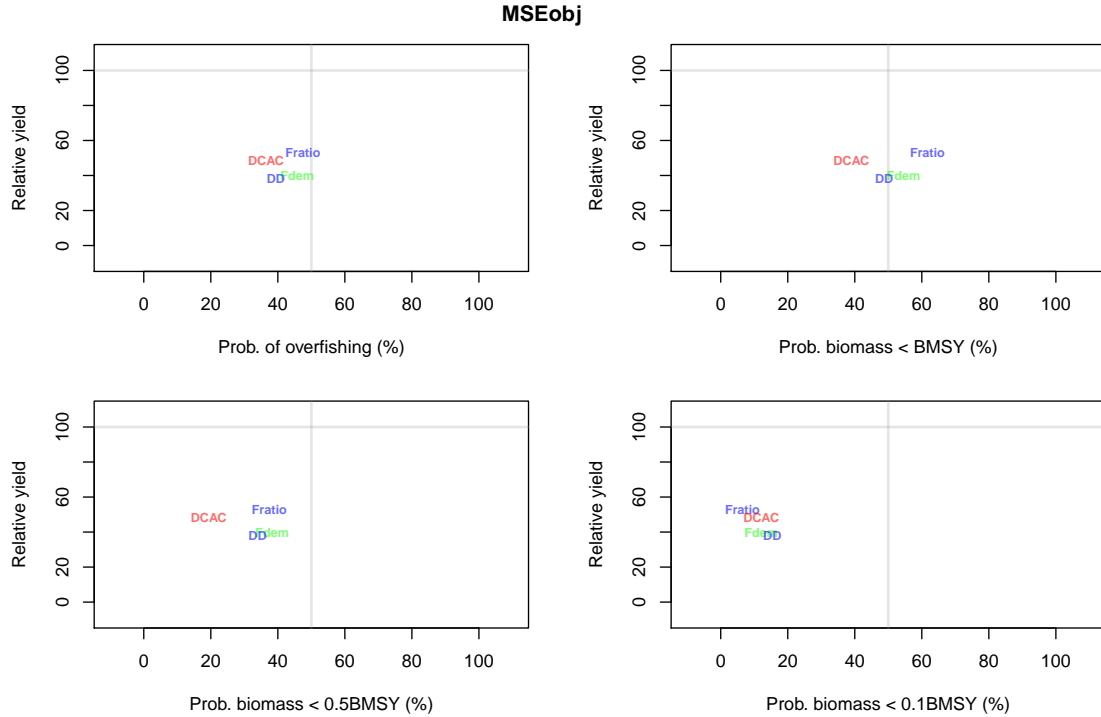 MSEobj
Relative yield
100
60
20
0
DCAC
Fratio
Fdem
DD
0 20 40 60 80 100
Prob. of overfishing (%)
Relative yield
100
60
20
0
DCAC
Fratio
Fdem
DD
0 20 40 60 80 100
Prob. biomass < BMSY (%)
Relative yield
100
60
20
0
DCAC
Fratio
Fdem
DD
0 20 40 60 80 100
Prob. biomass < 0.5BMSY (%)
Relative yield
100
60
20
0
Fratio
DCAC
Fdem
DD
0 20 40 60 80 100
Prob. biomass < 0.1BMSY (%)